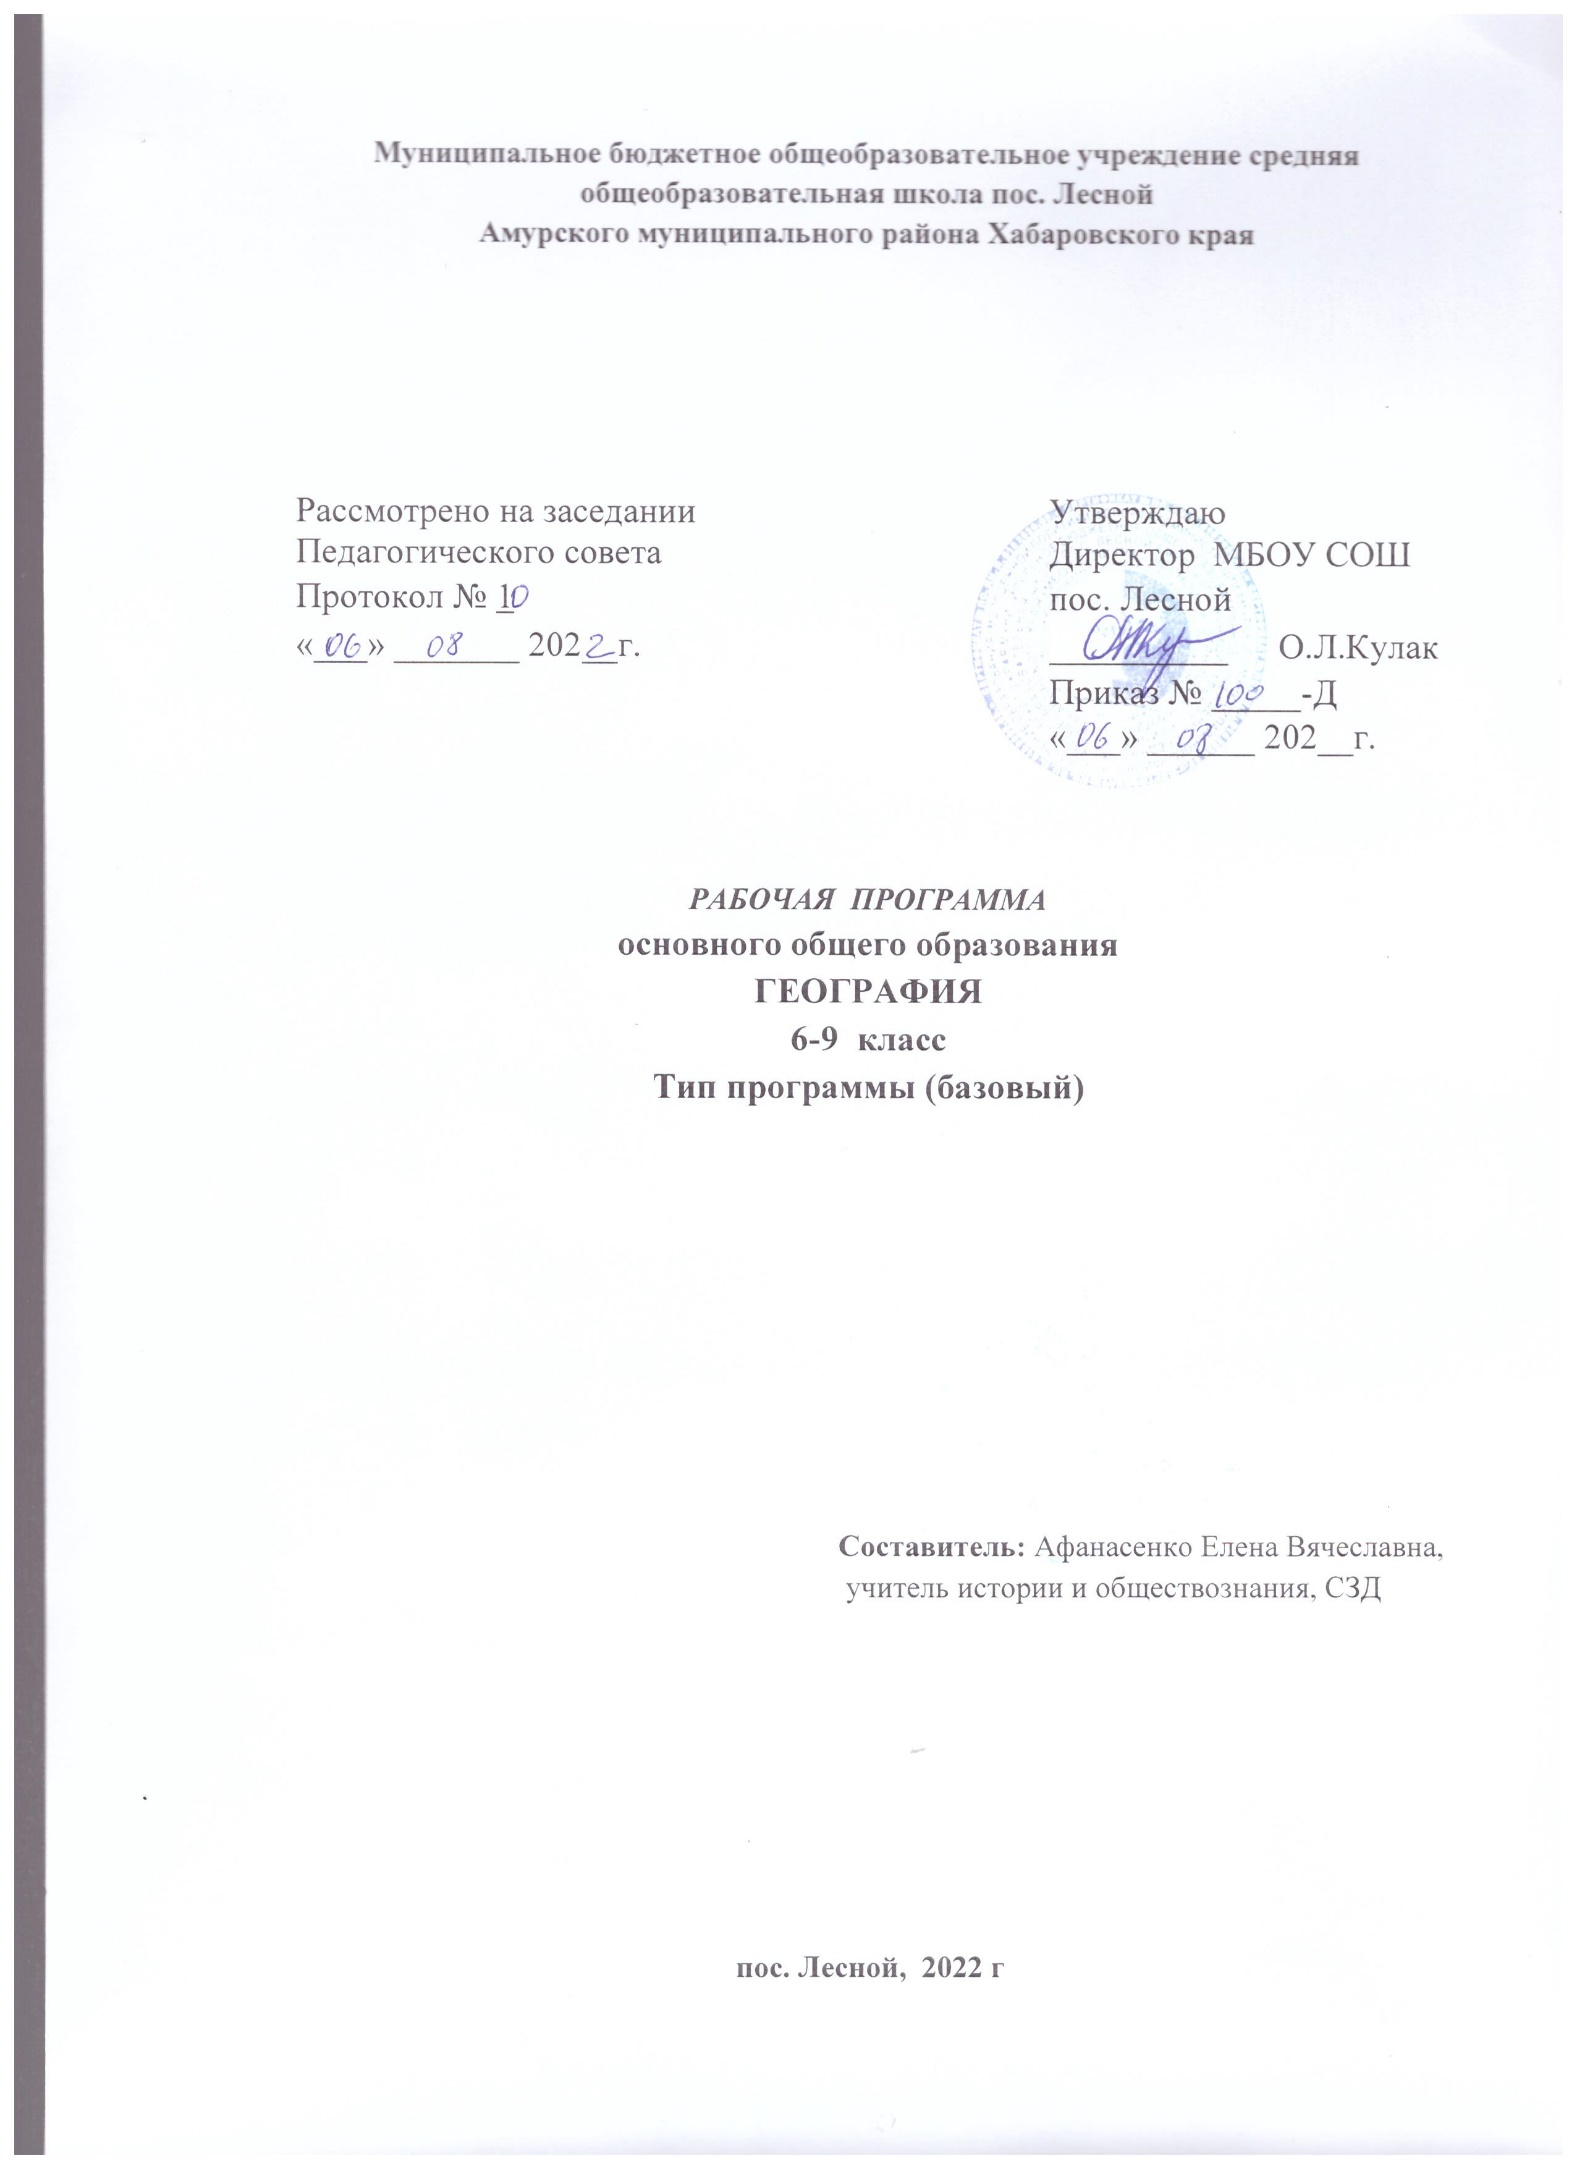 Муниципальное бюджетное общеобразовательное учреждение средняя
общеобразовательная школа пос. Лесной
Амурского муниципального района Хабаровского края
Рассмотрено на заседании
Педагогического совета
Протокол № 10
«06» 08 2022г.
Утверждаю
Директор МБОУ СОШ
пос. Лесной
О.Л.Кулак
Приказ № 100-Д
«06» 08 202__г.
РАБОЧАЯ ПРОГРАММА
основного общего образования
ГЕОГРАФИЯ
6-9 класс
Тип программы (базовый)
Составитель: Афанасенко Елена Вячеславна,
учитель истории и обществознания, СЗД
пос. Лесной, 2022 г